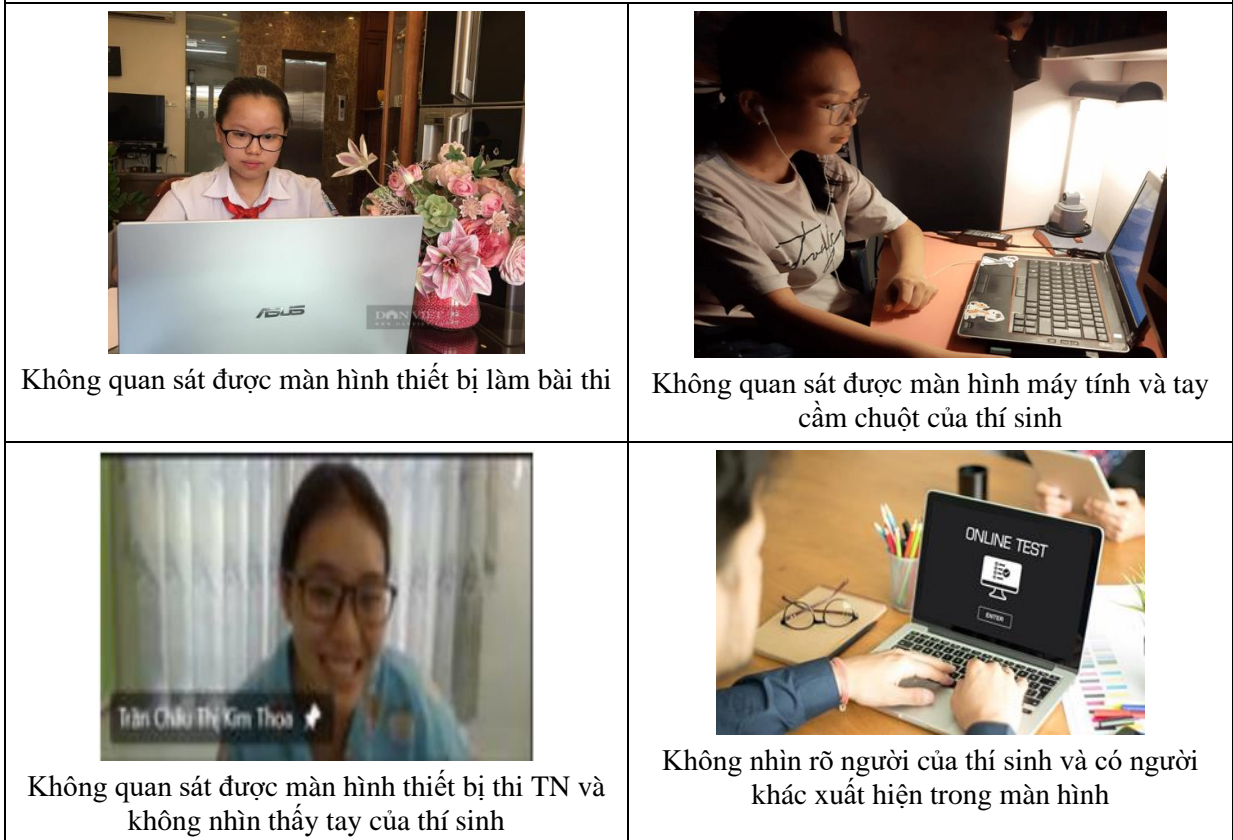 ASUS
DÂN VIỆT
Không quan sát được màn hình thiết bị làm bài thi
Không quan sát được màn hình máy tính và tay
cầm chuột của thí sinh
Trần Châu Thị Kim Thoa
Không quan sát được màn hình thiết bị thi TN và
không nhìn thấy tay của thí sinh
ONLINE TEST
ENTER
Không nhìn rõ người của thí sinh và có người
khác xuất hiện trong màn hình